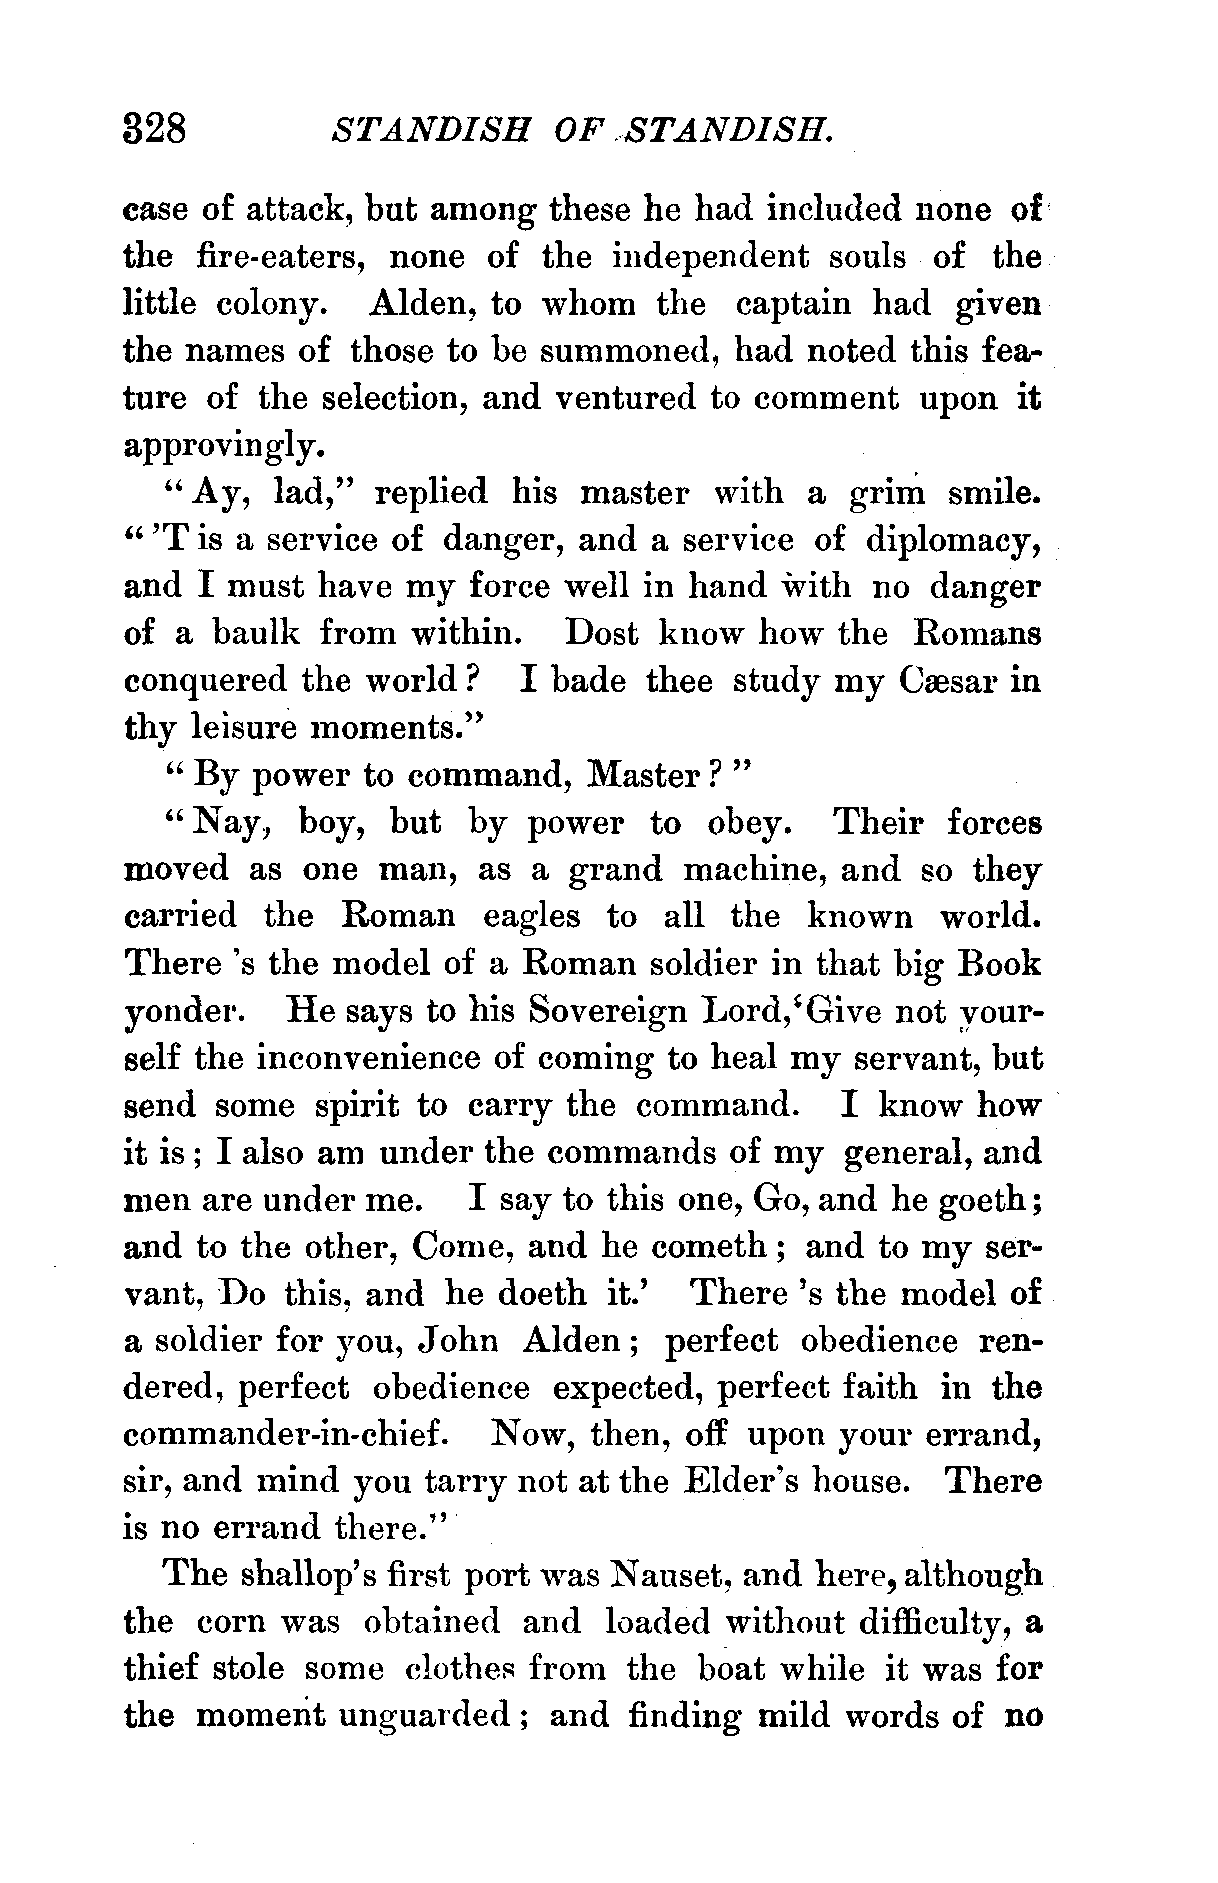 328 STANDISH OF STANDISH.
case of attack, but among these he had included none of
the fire-eaters, none of the independent souls of the
little colony. Alden, to whom the captain had given
the names of those to be summoned, had noted this fea-
ture of the selection, and ventured to comment upon it
approvingly.
“Ay, lad,” replied his master with a grim smile.
“’T is a service of danger, and a service of diplomacy,
and I must have my force well in hand with no danger
of a baulk from within. Dost know how the Romans
conquered the world? I bade thee study my Cæsar in
thy leisure moments.”
“By power to command, Master?”
“Nay, boy, but by power to obey. Their forces
moved as one man, as a grand machine, and so they
carried the Roman eagles to all the known world.
There ’s the model of a Roman soldier in that big Book
yonder. He says to his Sovereign Lord, ‘Give not your-
self the inconvenience of coming to heal my servant, but
send some spirit to carry the command. I know how
it is; I also am under the commands of my general, and
men are under me. I say to this one, Go, and he goeth;
and to the other, Come, and he cometh; and to my ser-
vant, Do this, and he doeth it.’ There ’s the model of
a soldier for you, John Alden; perfect obedience ren-
dered, perfect obedience expected, perfect faith in the
commander-in-chief. Now, then, off upon your errand,
sir, and mind you tarry not at the Elder’s house. There
is no errand there.”
The shallop’s first port was Nauset, and here, although
the corn was obtained and loaded without difficulty, a
thief stole some clothes from the boat while it was for
the moment unguarded; and finding mild words of no